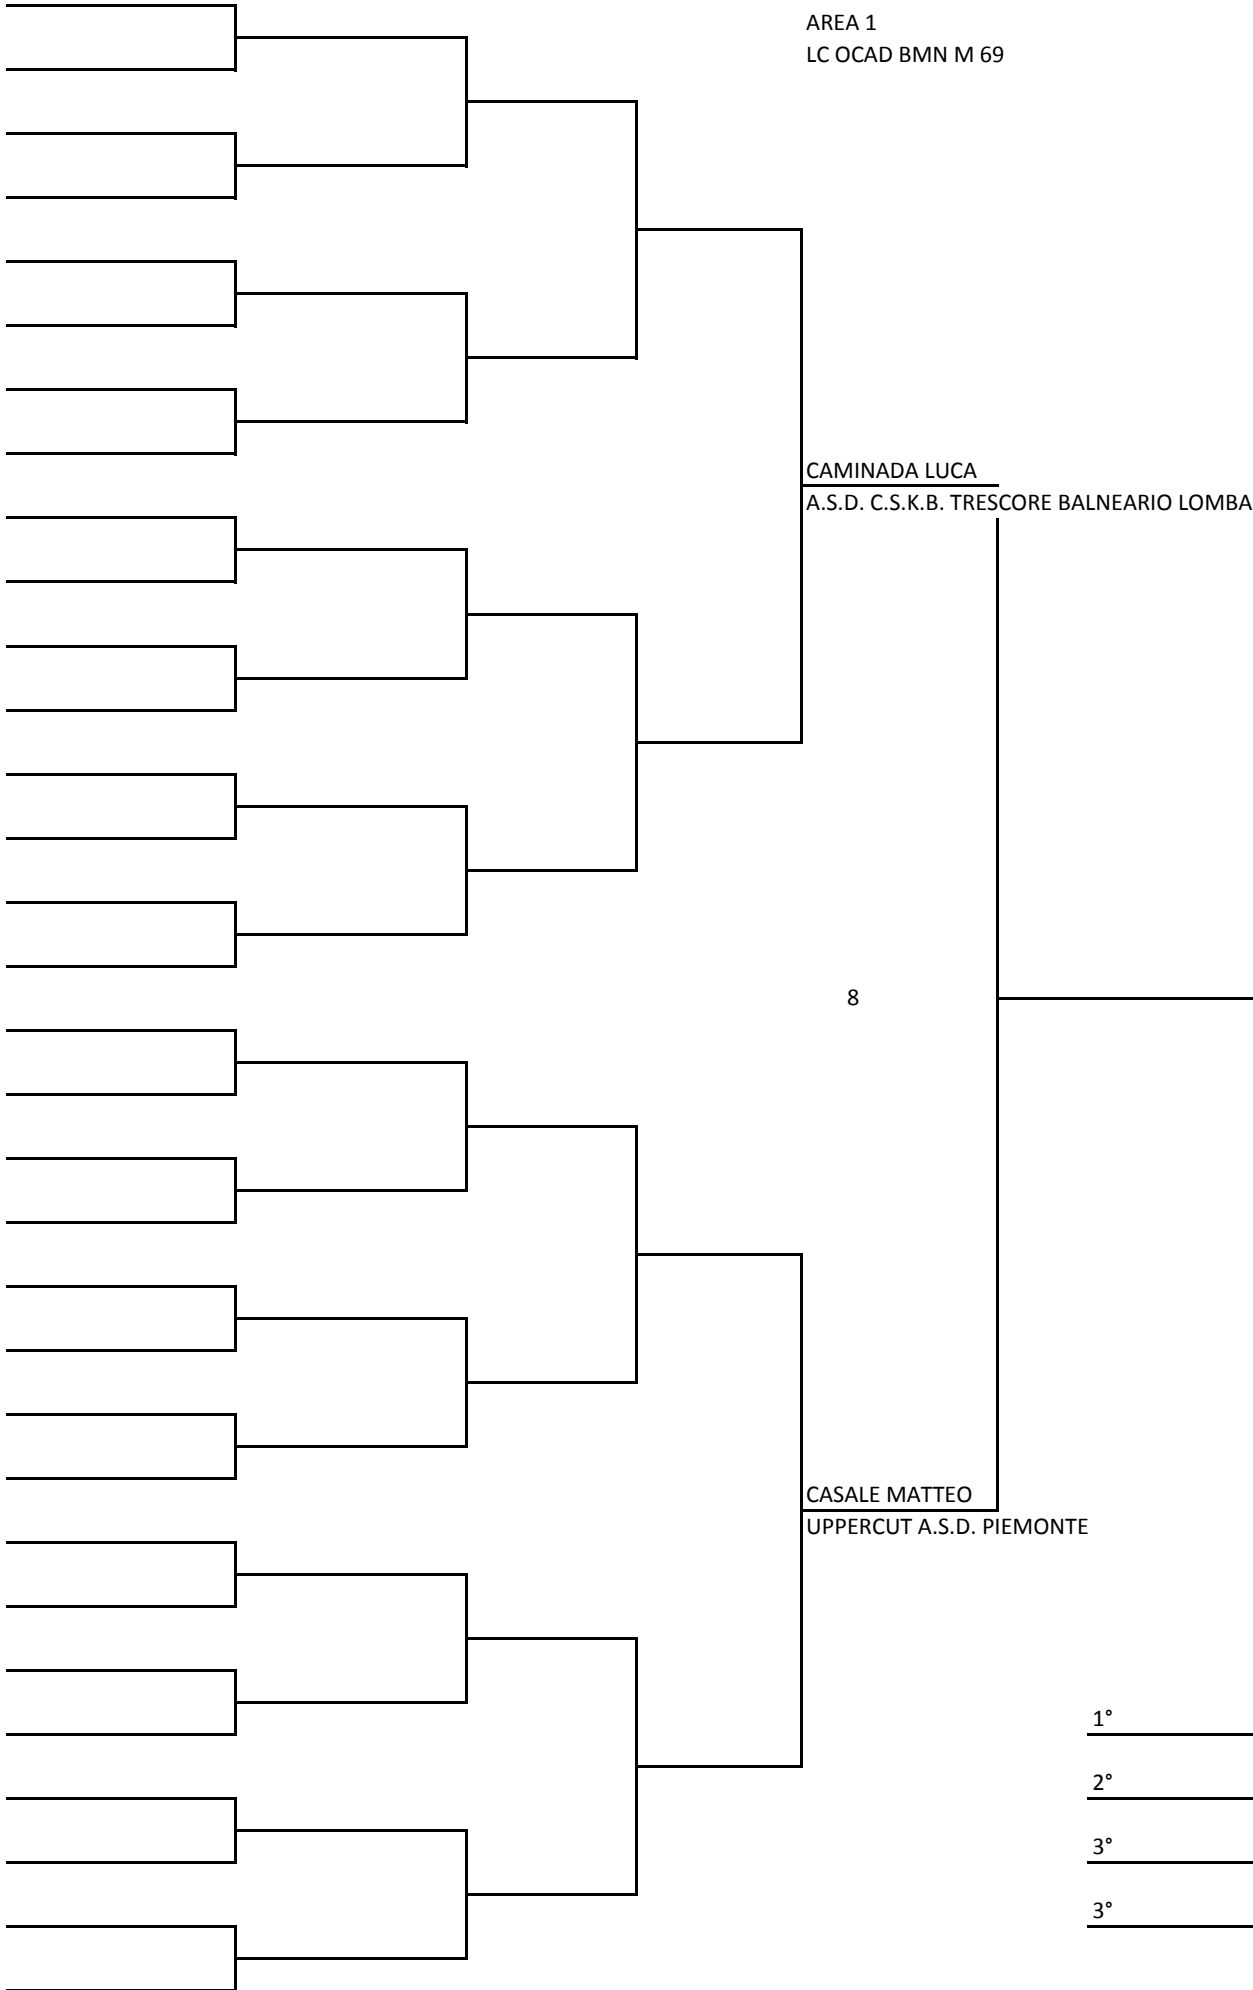 AREA 1
LC OCAD BMN M 69
CAMINADA LUCA
A.S.D. C.S.K.B. TRESCORE BALNEARIO LOMBA
8
CASALE MATTEO
UPPERCUT A.S.D. PIEMONTE
1°
2°
3°
3°